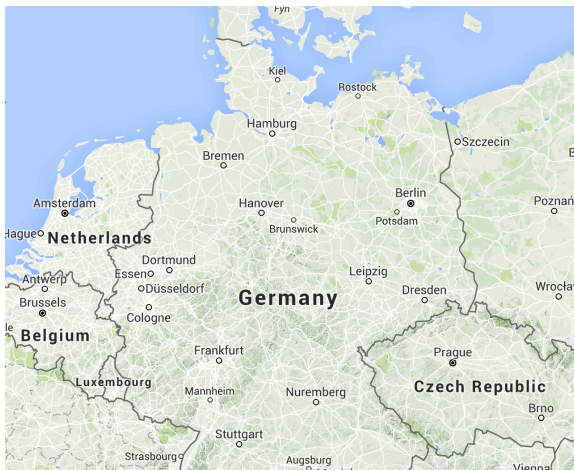 Fyn
Kiel
Rostock
Hamburg
Szczecin
Bremen
Amsterdam
Hanover
Berlin
Poznań
Brunswick
Potsdam
Hague
Netherlands
Dortmund
Essen
Leipzig
Antwerp
Düsseldorf
Germany
Dresden
Brussels
Cologne
Belgium
Frankfurt
Prague
Luxembourg
Mannheim
Nuremberg
Czech Republic
Brno
Stuttgart
Strasbourg
Augsburg